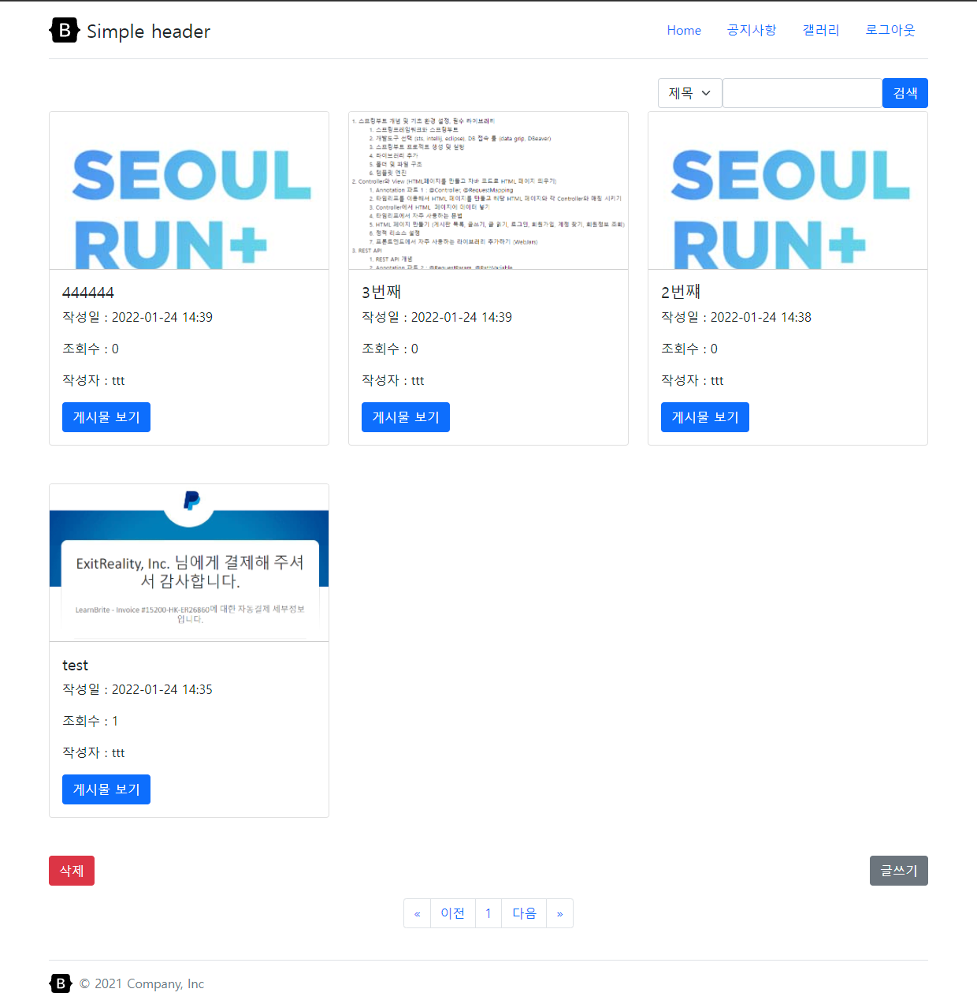 B Simple header
Home 공지사항 갤러리 로그아웃
제목 검색
SEOUL
RUN+
1. 스프링부트 개념 및 기초 환경 설정, 필수 라이브러리
1. 스프링프레임워크와 스프링부트
2. 개발도구 선택 (sts, intellij, eclipse), DB 접속 툴 (data grip, DBeaver)
3. 스프링부트 프로젝트 생성 및 실행
4. 라이브러리 추가
5. 폴더 및 파일 구조
6. 템플릿 엔진
2. Controller와 View (HTML페이지를 만들고 자바 코드로 HTML 페이지 띄우기)
1. Annotation 파트 1 : @Controller, @RequestMapping
2. 타임리프를 이용해서 HTML 페이지를 만들고 해당 HTML 페이지와 각 Controller와 매칭 시키기
3. Controller에서 HTML 페이지에 데이터 넣기
4. 타임리프에서 자주 사용하는 문법
5. HTML 페이지 만들기 (게시판 목록, 글쓰기, 글 읽기, 로그인, 회원가입, 계정 찾기, 회원정보 조회)
6. 정적 리소스 설정
7. 프론트엔드에서 자주 사용하는 라이브러리 추가하기 (WebJars)
3. REST API
1. REST API 개념
2. Annotation 파트 2 : @RequestParam, @PathVariable
SEOUL
RUN+
444444
작성일 : 2022-01-24 14:39
조회수 : 0
작성자 : ttt
게시물 보기
3번째
작성일 : 2022-01-24 14:39
조회수 : 0
작성자 : ttt
게시물 보기
2번쨰
작성일 : 2022-01-24 14:38
조회수 : 0
작성자 : ttt
게시물 보기
ExitReality, Inc. 님에게 결제해 주셔
서 감사합니다.
LearnBrite - Invoice #15200-HK-ER26860에 대한 자동결제 세부정보
입니다.
test
작성일 : 2022-01-24 14:35
조회수 : 1
작성자 : ttt
게시물 보기
삭제 글쓰기
« 이전 1 다음 »
B © 2021 Company, Inc